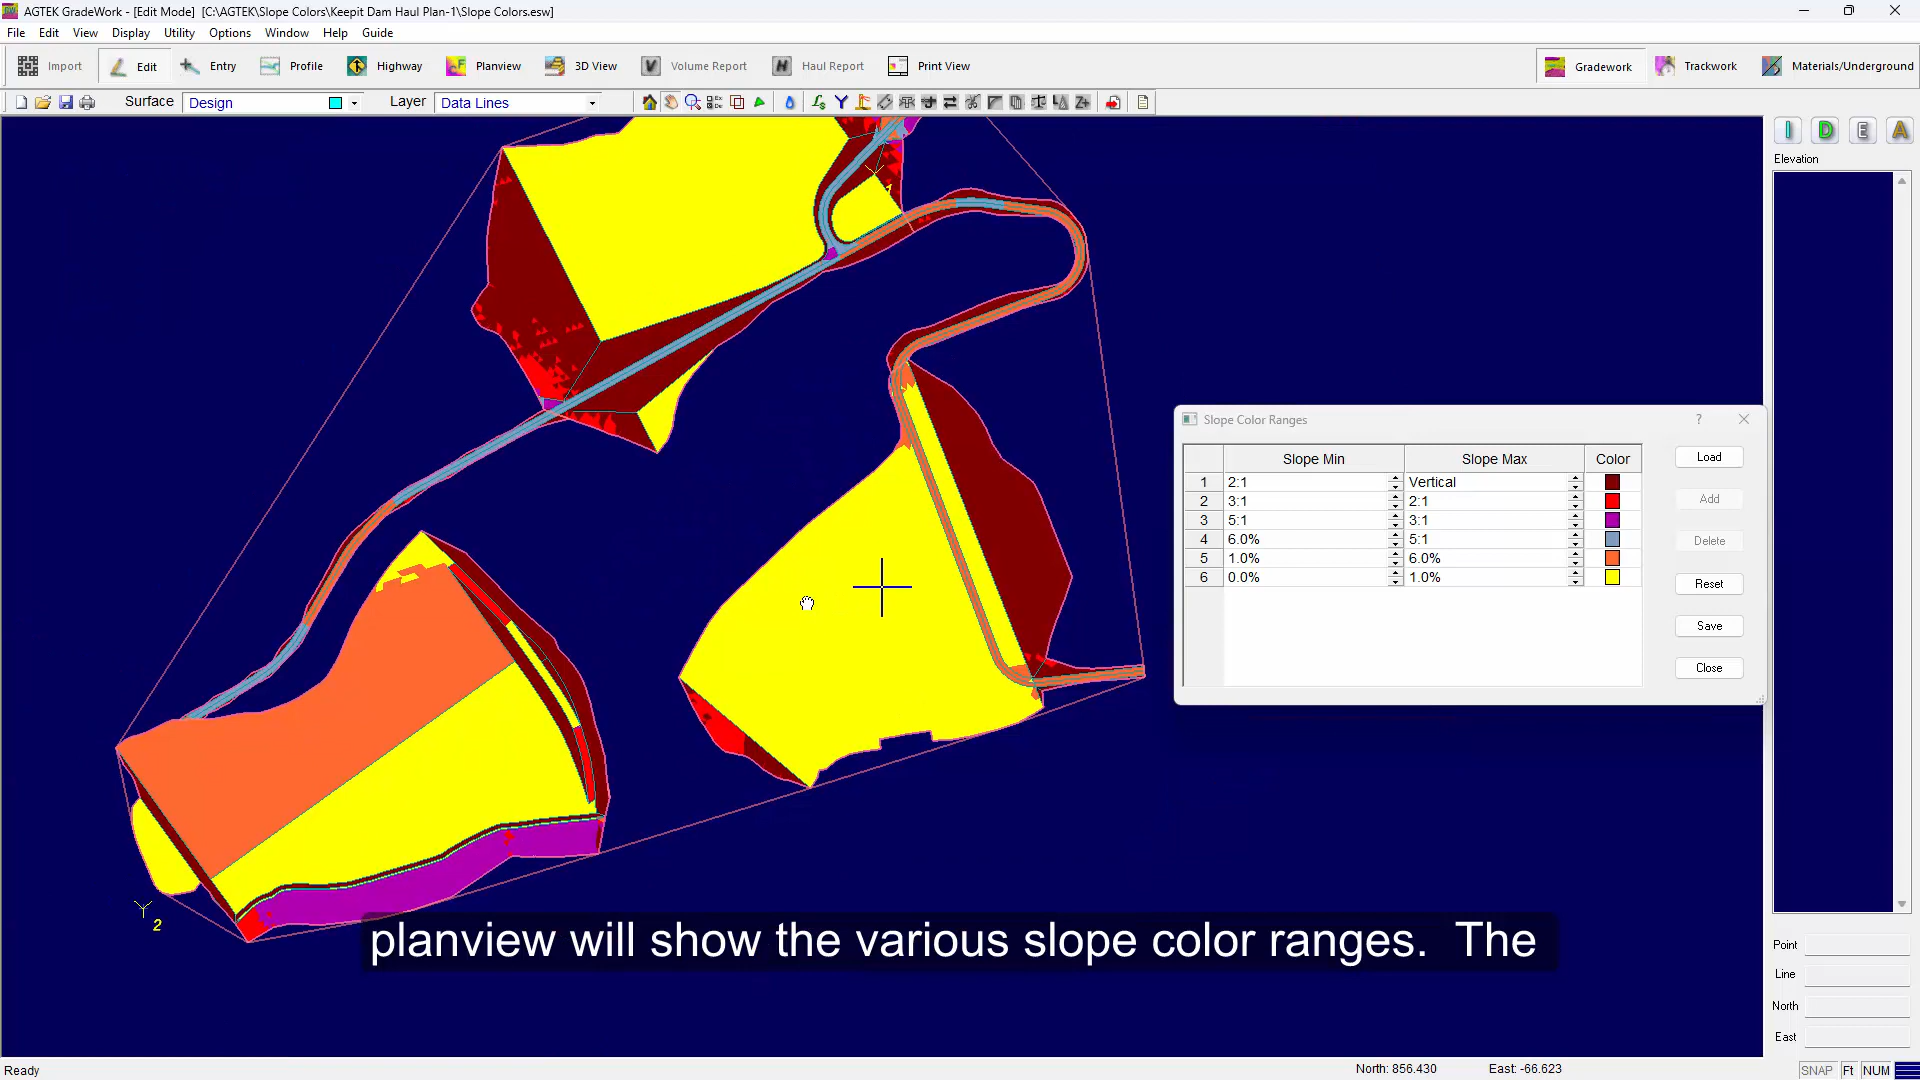 AGTEK GradeWork - [Edit Mode]  [C:\AGTEK\Slope Colors\Keepit Dam Haul Plan-1\Slope Colors.esw]
File Edit View Display Utility Options Window Help Guide
Import Edit Entry Profile Highway Planview 3D View Volume Report Haul Report Print View Gradework Trackwork Materials/Underground
Surface Design Layer Data Lines
I D E A
Elevation
Slope Color Ranges ?
Slope Min Slope Max Color
1 2:1 Vertical
2 3:1 2:1
3 5:1 3:1
4 6.0% 5:1
5 1.0% 6.0%
6 0.0% 1.0%
Load
Add
Delete
Reset
Save
Close
2
planview will show the various slope color ranges.  The
Point
Line
North
East
Ready North: 856.430 East: -66.623 SNAP Ft NUM